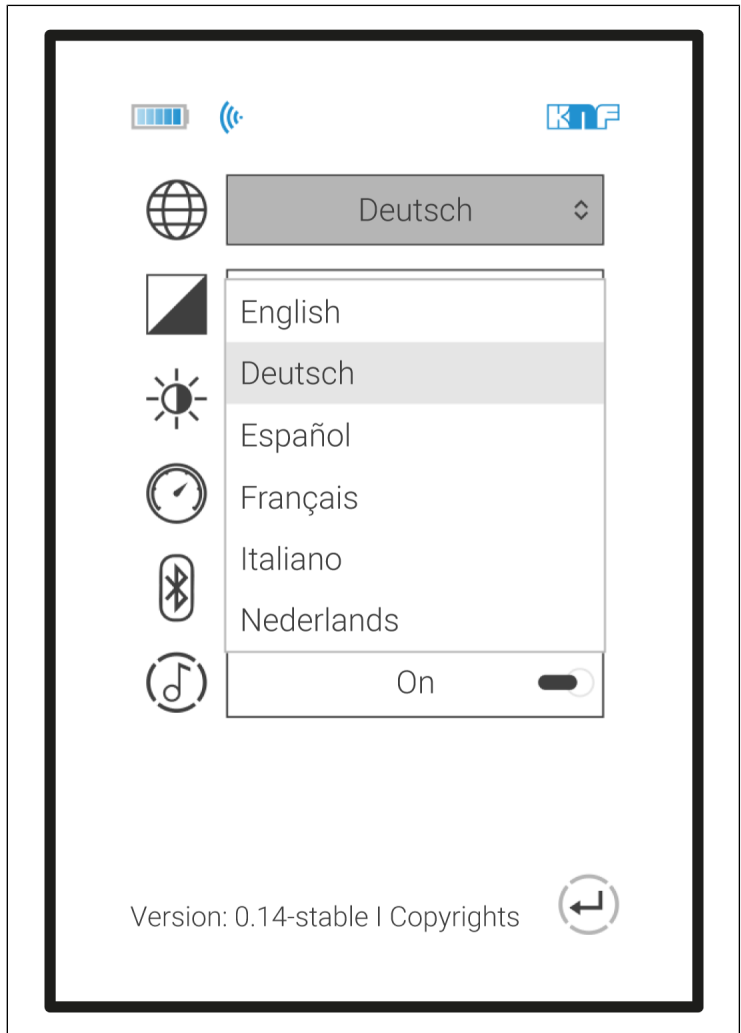 KNF
Deutsch
English
Deutsch
Español
Français
Italiano
Nederlands
On
Version: 0.14-stable I Copyrights